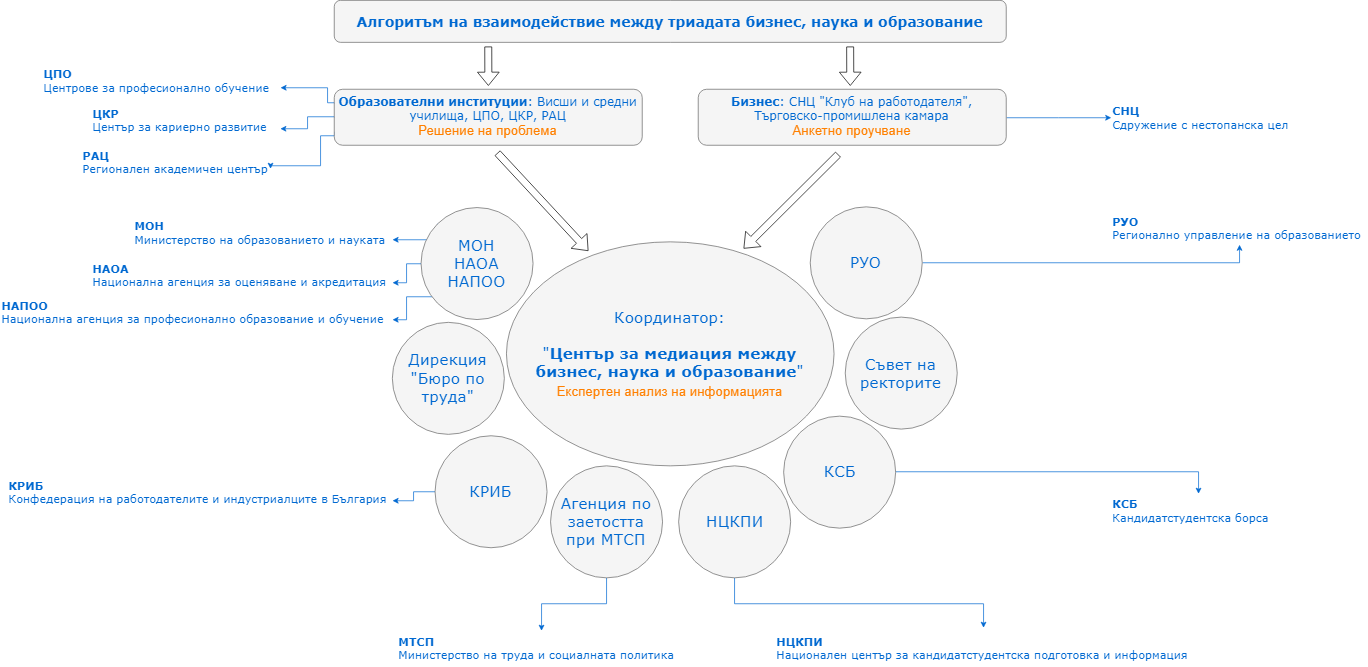 Алгоритъм на взаимодействие между триадата бизнес, наука и образование
ЦПО
Центрове за професионално обучение
ЦКР
Център за кариерно развитие
РАЦ
Регионален академичен център
Образователни институции: Висши и средни
училища, ЦПО, ЦКР, РАЦ
Решение на проблема
Бизнес: СНЦ "Клуб на работодателя",
Търговско-промишлена камара
Анкетно проучване
СНЦ
Сдружение с нестопанска цел
МОН
Министерство на образованието и науката
НАОА
Национална агенция за оценяване и акредитация
НАПОО
Национална агенция за професионално образование и обучение
МОН
НАОА
НАПОО
РУО
РУО
Регионално управление на образованието
Координатор:
"Център за медиация между
бизнес, наука и образование"
Експертен анализ на информацията
Дирекция
"Бюро по
труда"
Съвет на
ректорите
КРИБ
Конфедерация на работодателите и индустриалците в България
КРИБ
Агенция по
заетостта
при МТСП
НЦКПИ
КСБ
КСБ
Кандидатстудентска борса
МТСП
Министерство на труда и социалната политика
НЦКПИ
Национален център за кандидатстудентска подготовка и информация